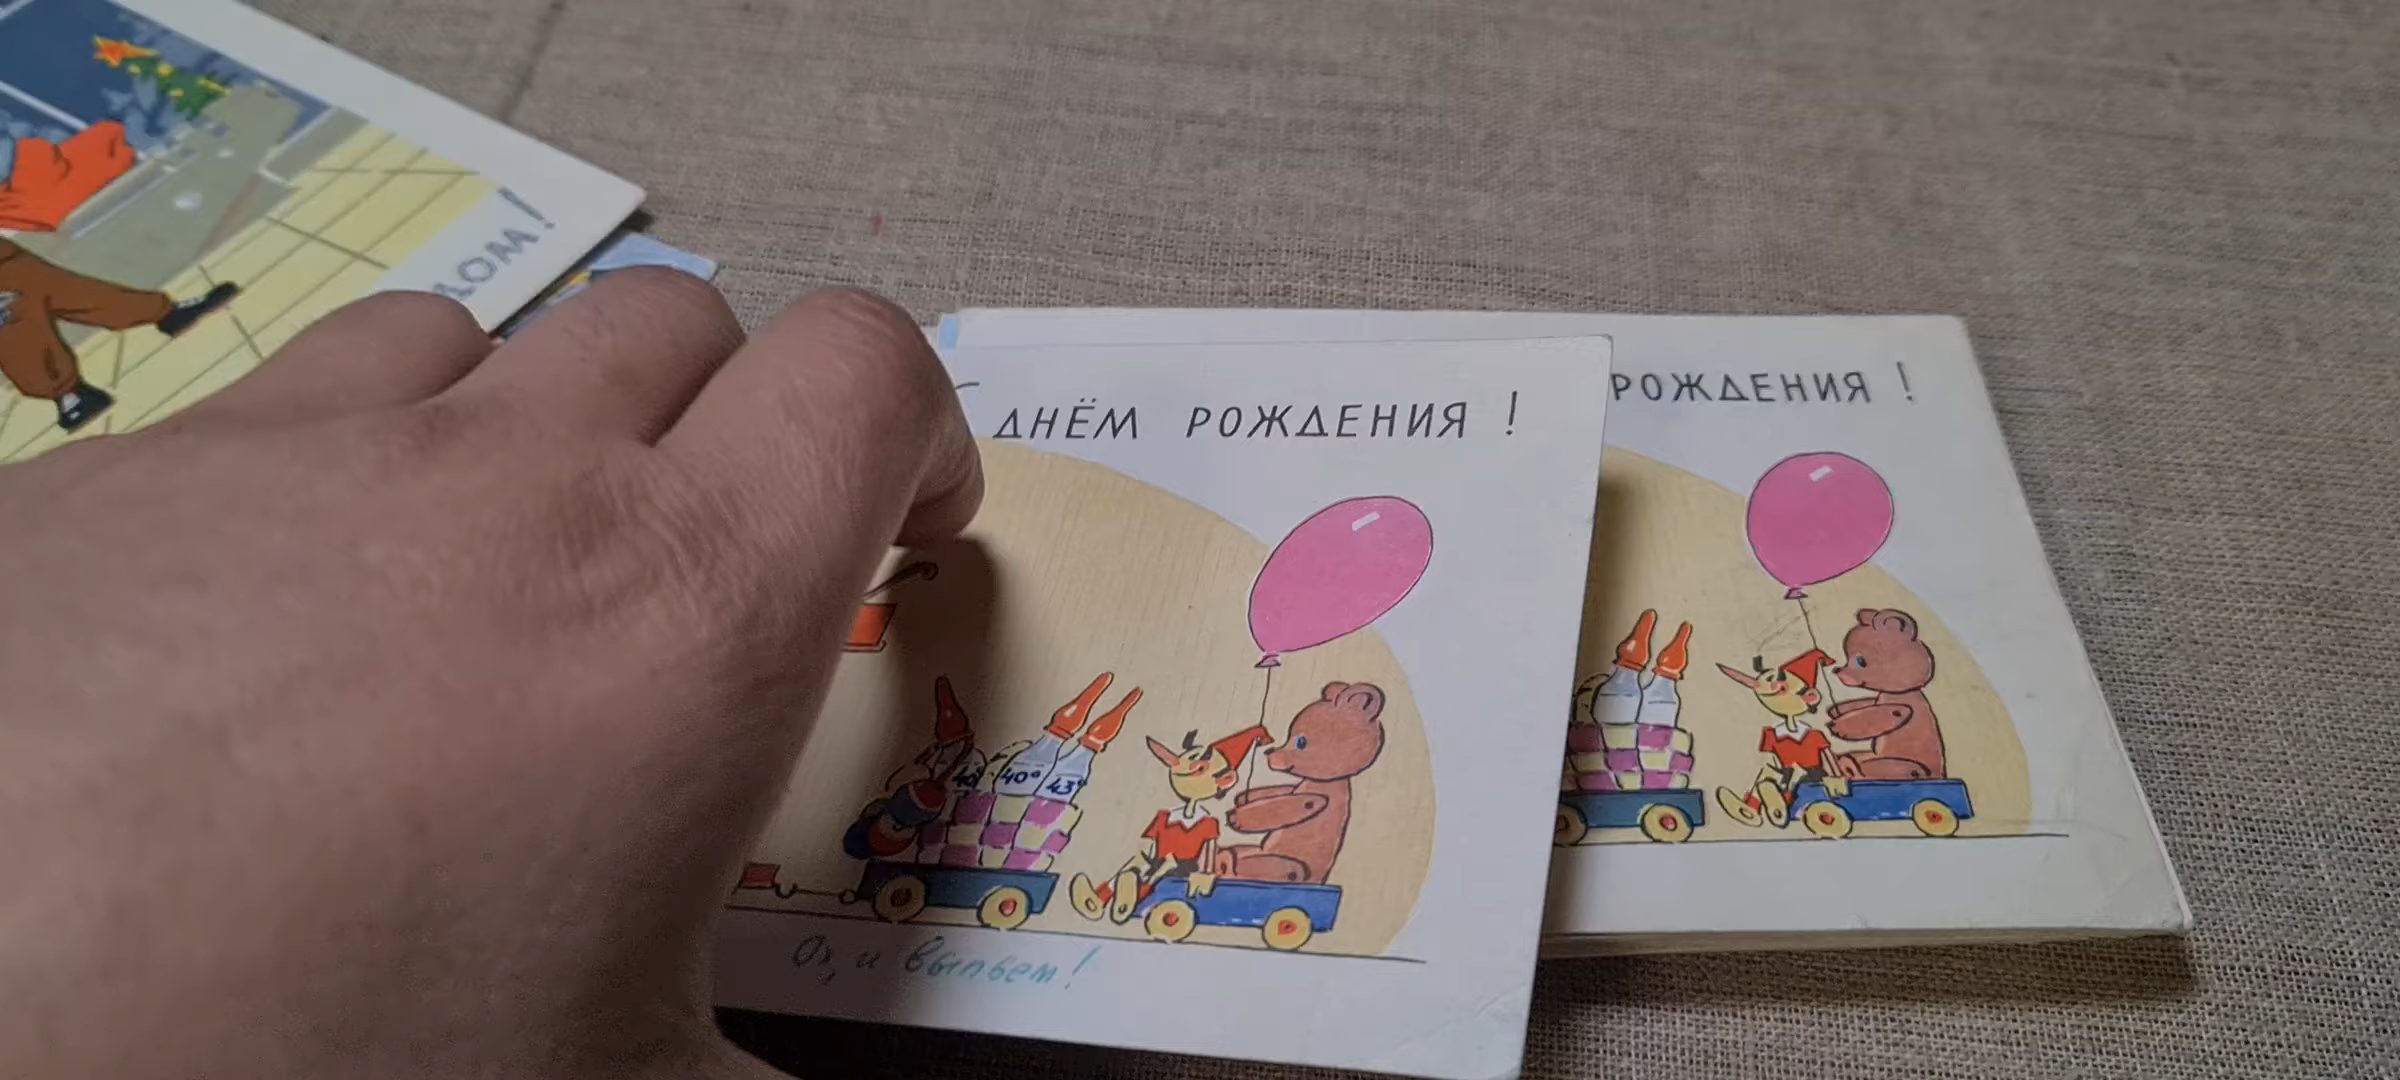 ДОМ!
С ДНЁМ РОЖДЕНИЯ!
РОЖДЕНИЯ!
40° 40° 43°
Ох, и выпьем!